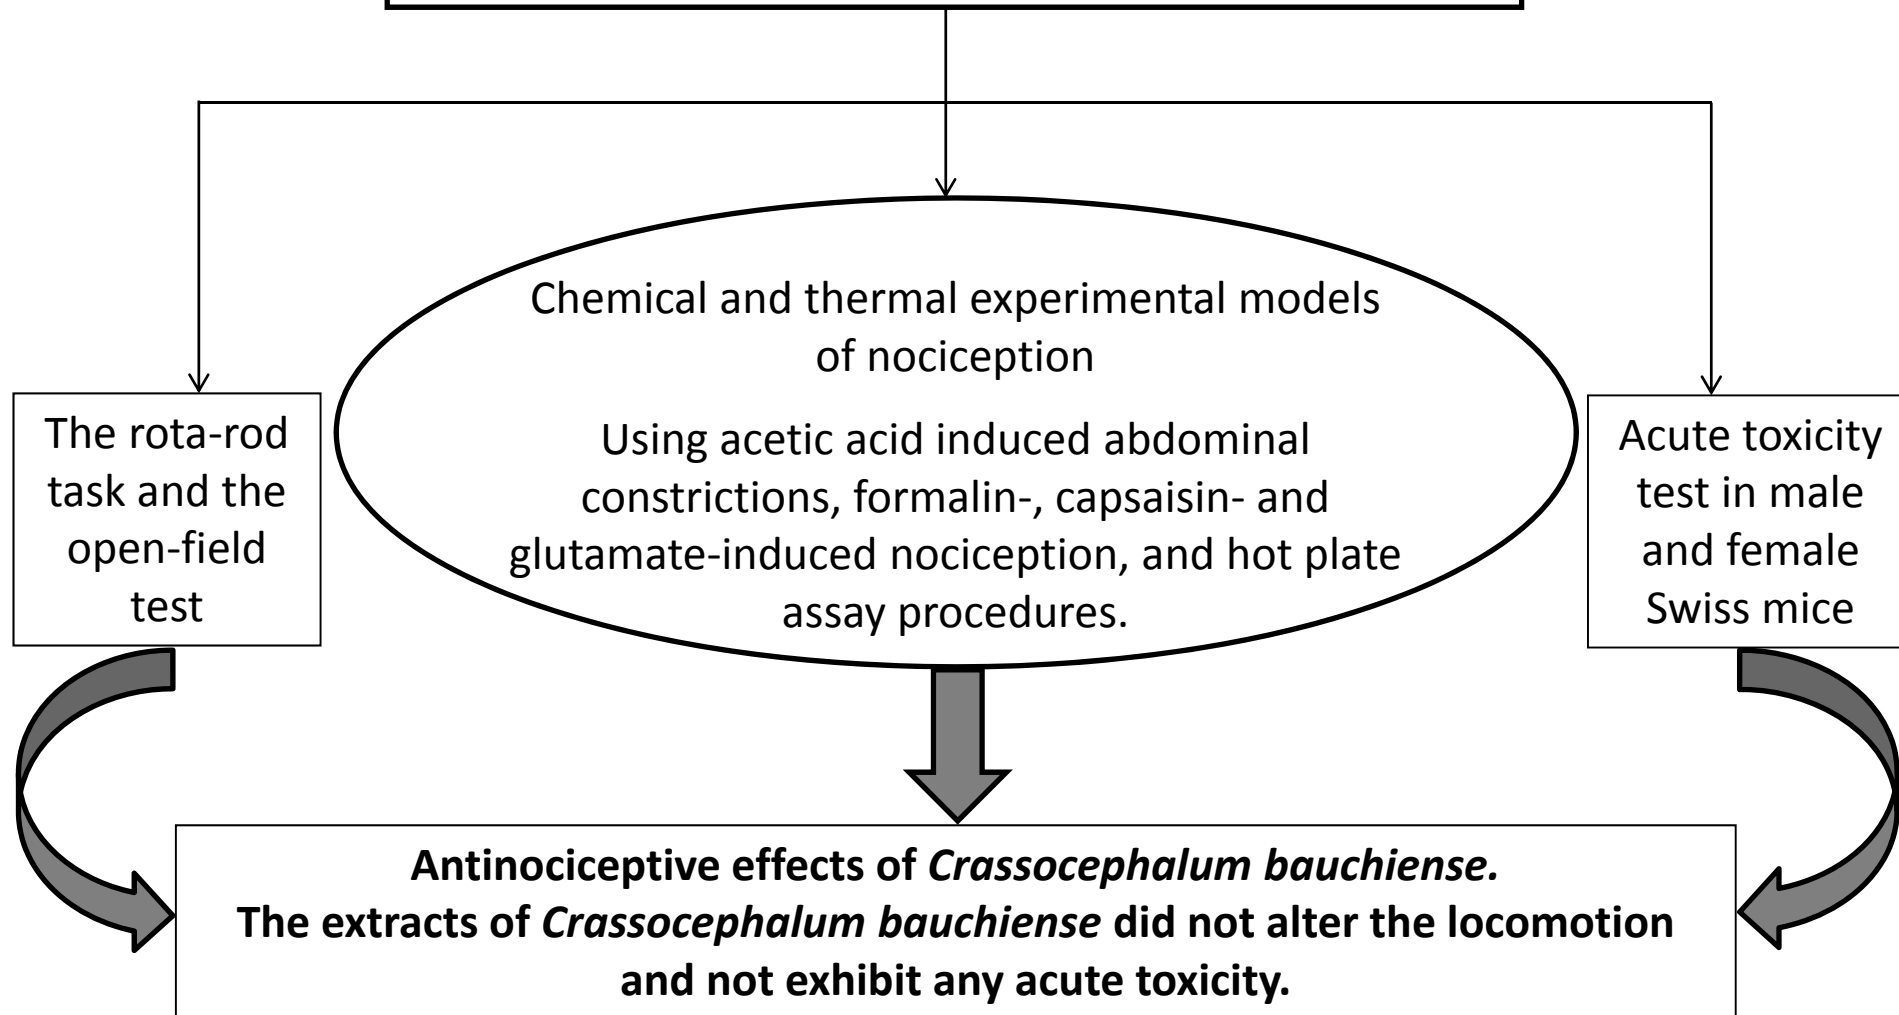 The rota-rod
task and the
open-field
test
Chemical and thermal experimental models
of nociception
Using acetic acid induced abdominal
constrictions, formalin-, capsaisin- and
glutamate-induced nociception, and hot plate
assay procedures.
Acute toxicity
test in male
and female
Swiss mice
Antinociceptive effects of Crassocephalum bauchiense.
The extracts of Crassocephalum bauchiense did not alter the locomotion
and not exhibit any acute toxicity.